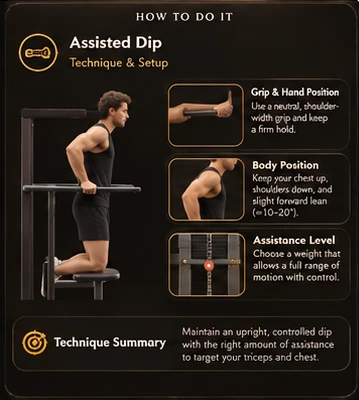 HOW TO DO IT
Assisted Dip
Technique & Setup
Grip & Hand Position
Use a neutral, shoulder-
width grip and keep
a firm hold.
Body Position
Keep your chest up,
shoulders down, and
slight forward lean
(≈10–20°).
Assistance Level
Choose a weight that
allows a full range of
motion with control.
Technique Summary
Maintain an upright, controlled dip
with the right amount of assistance
to target your triceps and chest.